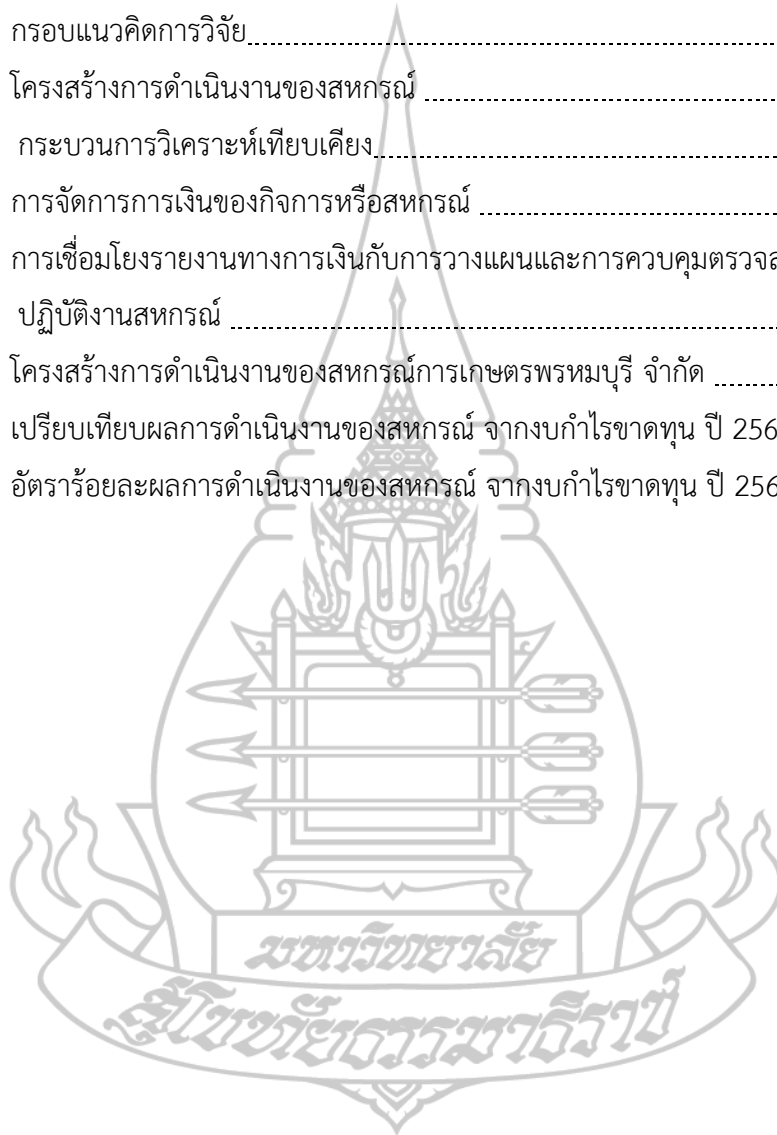 กรอบแนวคิดการวิจัย
โครงสร้างการดำเนินงานของสหกรณ์
กระบวนการวิเคราะห์เทียบเคียง
การจัดการการเงินของกิจการหรือสหกรณ์
การเชื่อมโยงรายงานทางการเงินกับการวางแผนและการควบคุมตรวจส
ปฏิบัติงานสหกรณ์
โครงสร้างการดำเนินงานของสหกรณ์การเกษตรพรหมบุรี จำกัด
เปรียบเทียบผลการดำเนินงานของสหกรณ์ จากงบกำไรขาดทุน ปี 256
อัตราร้อยละผลการดำเนินงานของสหกรณ์ จากงบกำไรขาดทุน ปี 256
มหาวิทยาลัย
สุโขทัยธรรมาธิราช